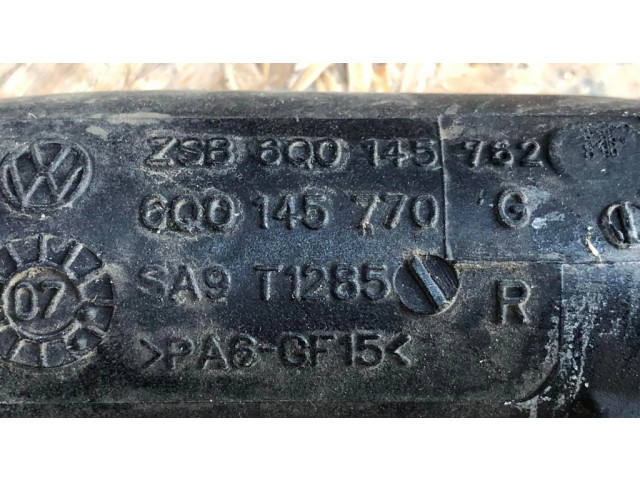 ZSB 6Q0 145 762
6Q0 145 770 G
SA9 T1285 R
07
>PA6-GF15<